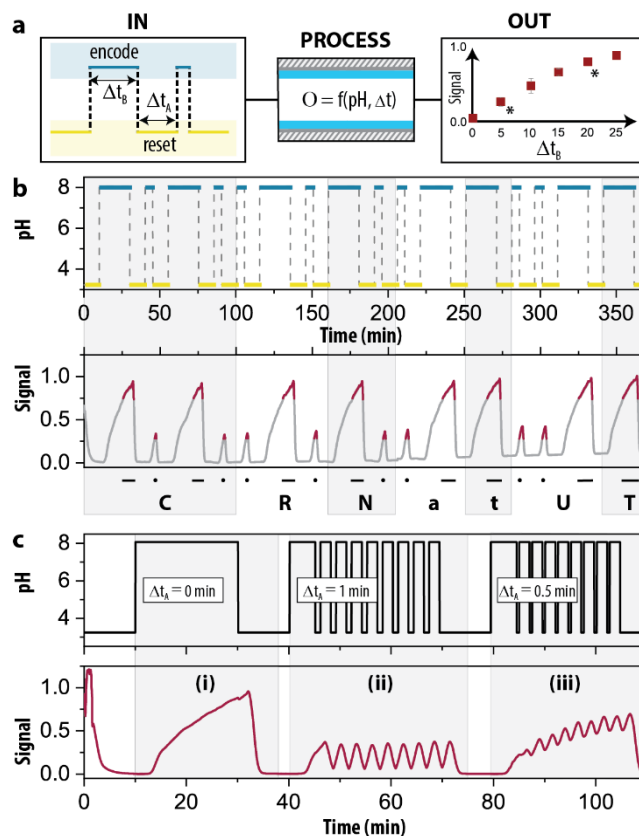 a
IN
PROCESS
OUT
encode
Δt_B
Δt_A
reset
O = f(pH, Δt)
Signal
1.0
0.0
*
*
0 5 10 15 20 25
Δt_B
b
pH
8
6
4
0 50 100 150 200 250 300 350
Time (min)
Signal
1.0
0.5
0.0
C R N a t U T
c
pH
8
6
4
Δt_A = 0 min
Δt_A = 1 min
Δt_A = 0.5 min
Signal
1.0
0.5
0.0
(i) (ii) (iii)
0 20 40 60 80 100
Time (min)